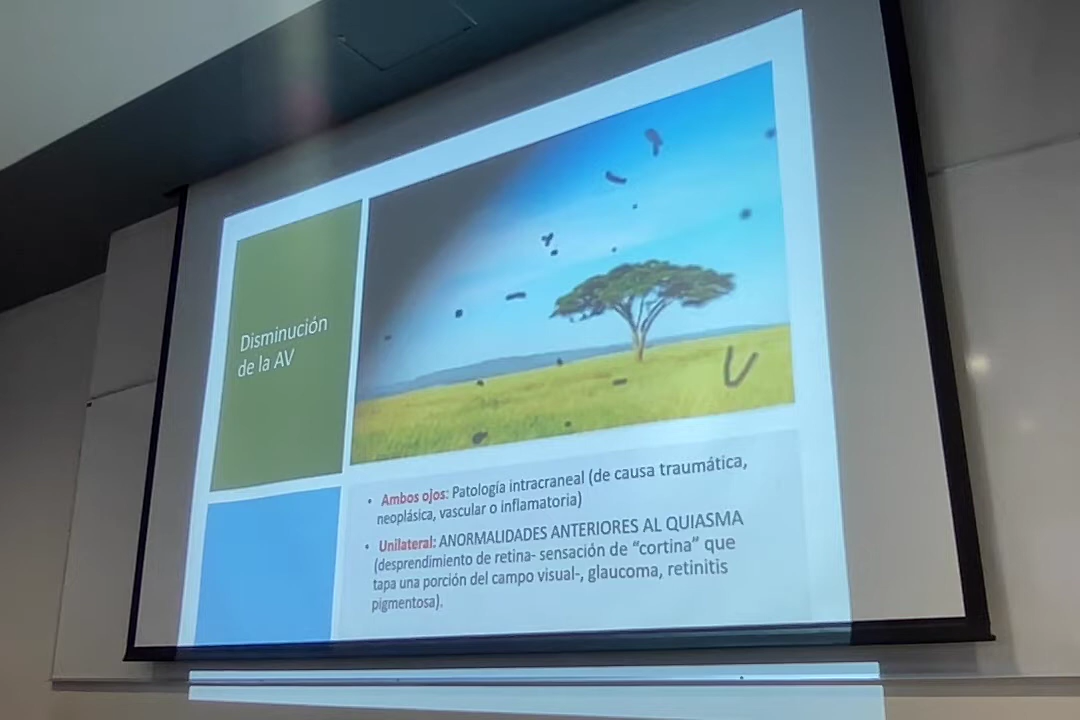 Disminución
de la AV
• Ambos ojos: Patología intracraneal (de causa traumática,
neoplásica, vascular o inflamatoria)
• Unilateral: ANORMALIDADES ANTERIORES AL QUIASMA
(desprendimiento de retina- sensación de “cortina” que
tapa una porción del campo visual-, glaucoma, retinitis
pigmentosa).